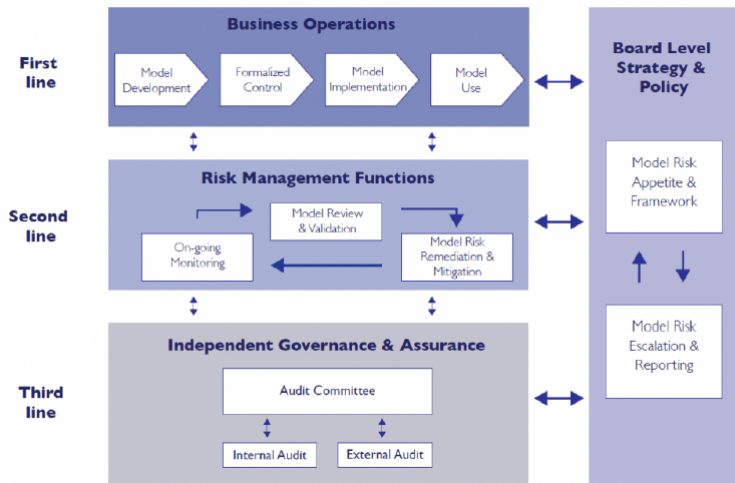 First
line
Business Operations
Model
Development
Formalized
Control
Model
Implementation
Model
Use
Second
line
Risk Management Functions
Model Review
& Validation
On-going
Monitoring
Model Risk
Remediation &
Mitigation
Third
line
Independent Governance & Assurance
Audit Committee
Internal Audit
External Audit
Board Level
Strategy &
Policy
Model Risk
Appetite &
Framework
Model Risk
Escalation &
Reporting